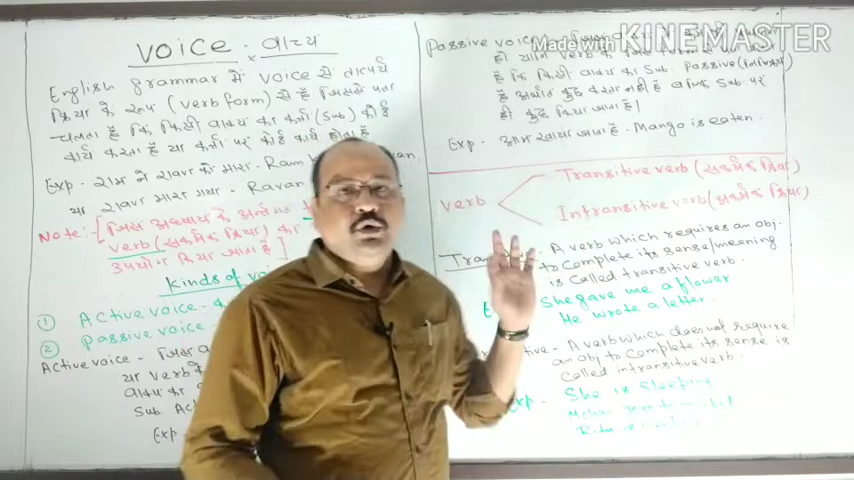 VOICE - वाच्य
English grammar में voice से तात्पर्य
क्रिया के रूप (verb form) से है जिससे पता
चलता है कि किसी वाक्य का कर्ता (Sub) कोई
कार्य करता है या कर्ता पर कोई कार्य होता है
Exp - राम ने रावण को मारा - Ram
या रावण मारा गया - Ravan
Note :- [जिस अध्याय के अन्तर्गत
verb (सकर्मक क्रिया) का
उपयोग किया जाता है]
Kinds of
① Active voice -
② Passive voice -
Active voice - जिस
या verb
वाक्य का
Sub.
Exp
Passive voice
Made with KINEMASTER
है कि किसी वाक्य का Sub. Passive
है अर्थात कुछ करता नहीं है बल्कि Sub पर
ही कुछ किया जाता है।
Exp - आम खाया जाता है - Mango is eaten.
Verb
Transitive verb (सकर्मक क्रिया)
Intransitive verb (अकर्मक क्रिया)
A verb which requires an obj.
to complete its sense/meaning
is called transitive verb.
She gave me a flower
He wrote a letter.
A verb which does not require
an obj to complete its sense is
called intransitive verb.
Exp - She is sleeping